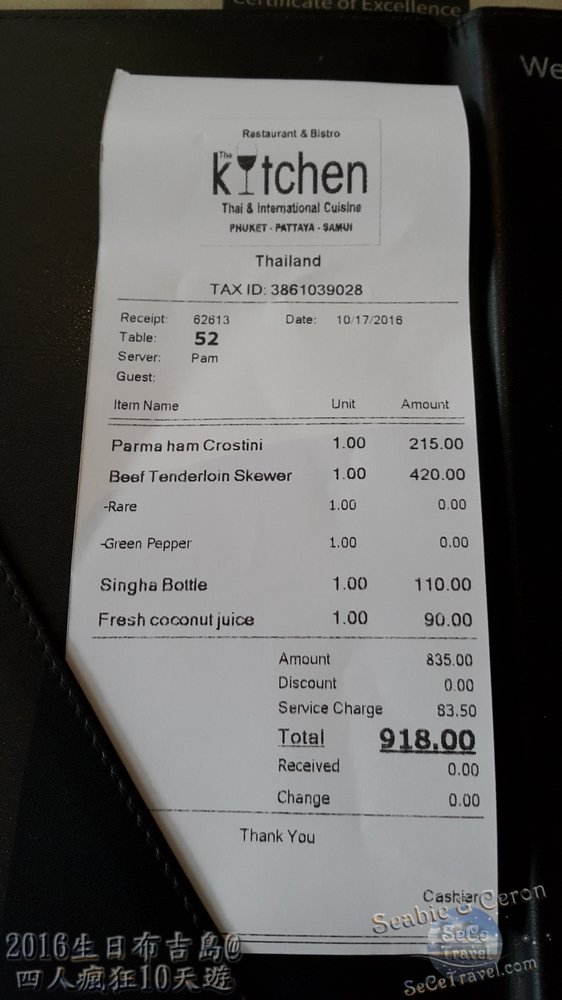 Certificate of Excellence
We
Restaurant & Bistro
The
kitchen
Thai & International Cuisine
PHUKET - PATTAYA - SAMUI
Thailand
TAX ID: 3861039028
Receipt: 62613 Date: 10/17/2016
Table: 52
Server: Pam
Guest:
Item Name Unit Amount
Parma ham Crostini 1.00 215.00
Beef Tenderloin Skewer 1.00 420.00
-Rare 1.00 0.00
-Green Pepper 1.00 0.00
Singha Bottle 1.00 110.00
Fresh coconut juice 1.00 90.00
Amount 835.00
Discount 0.00
Service Charge 83.50
Total 918.00
Received 0.00
Change 0.00
Thank You
Cashier
Seabie & Ceron
SeCe
Travel
SeCeTravel.com
2016生日布吉島@
四人瘋狂10天遊